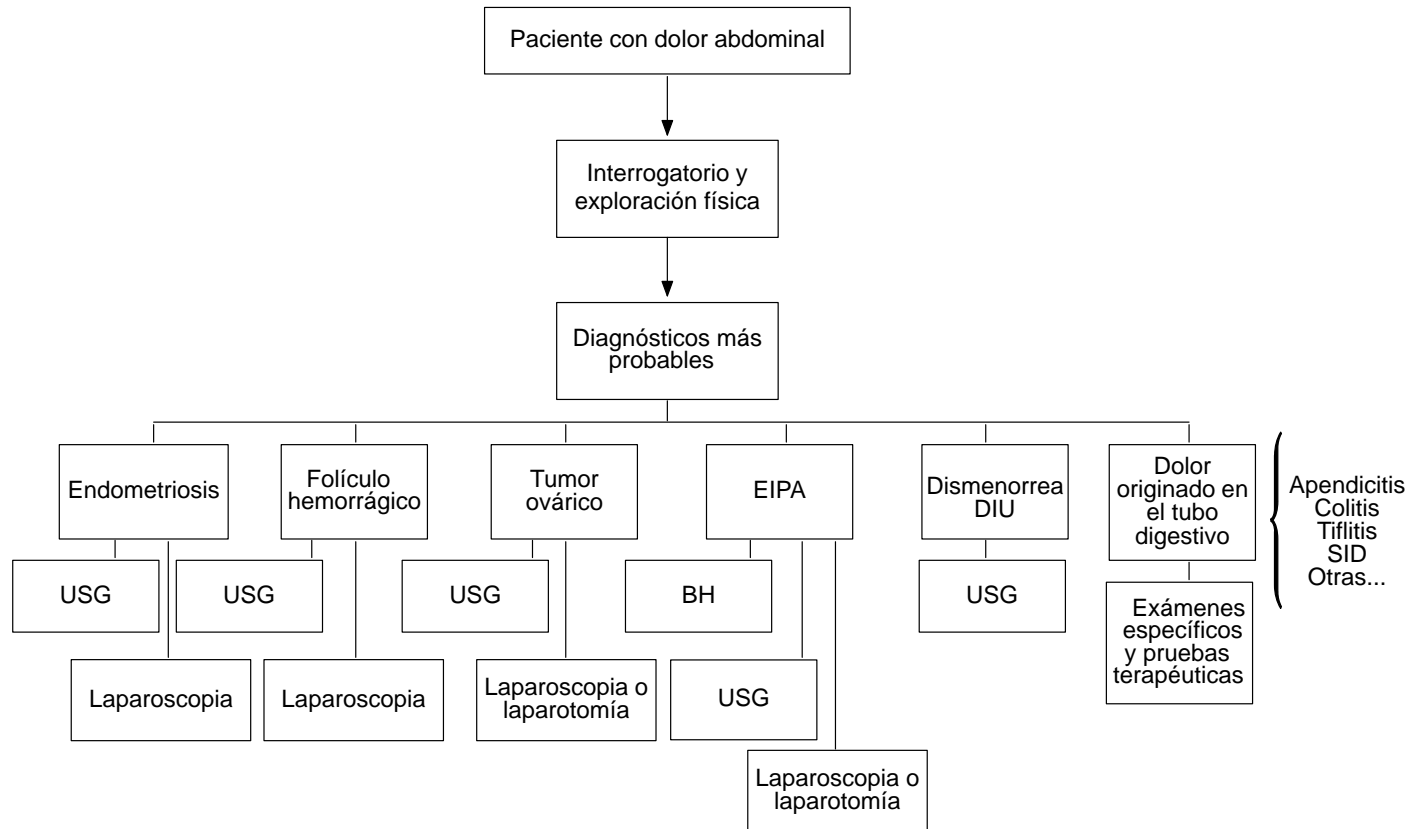 Paciente con dolor abdominal
Interrogatorio y
exploración física
Diagnósticos más
probables
Endometriosis
Folículo
hemorrágico
Tumor
ovárico
EIPA
Dismenorrea
DIU
Dolor
originado en
el tubo
digestivo
Apendicitis
Colitis
Tiflitis
SID
Otras...
USG
USG
USG
BH
USG
Exámenes
específicos
y pruebas
terapéuticas
Laparoscopia
Laparoscopia
Laparoscopia o
laparotomía
USG
Laparoscopia o
laparotomía